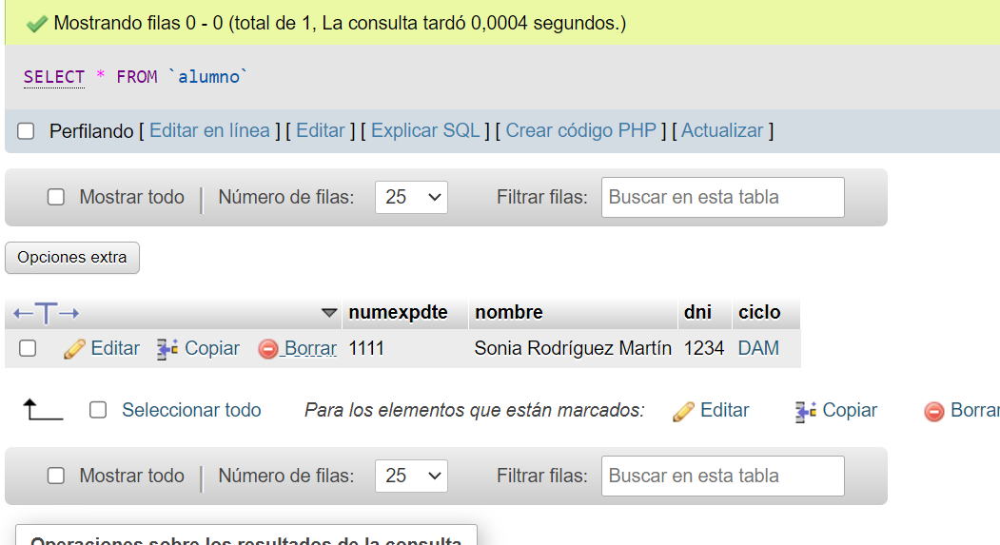 Mostrando filas 0 - 0 (total de 1, La consulta tardó 0,0004 segundos.)
SELECT * FROM `alumno`
Perfilando [ Editar en línea ] [ Editar ] [ Explicar SQL ] [ Crear código PHP ] [ Actualizar ]
Mostrar todo | Número de filas: 25 Filtrar filas: Buscar en esta tabla
Opciones extra
←T→ numexpdte nombre dni ciclo
Editar Copiar Borrar 1111 Sonia Rodríguez Martín 1234 DAM
Seleccionar todo Para los elementos que están marcados: Editar Copiar Borrar
Mostrar todo | Número de filas: 25 Filtrar filas: Buscar en esta tabla
Operaciones sobre los resultados de la consulta